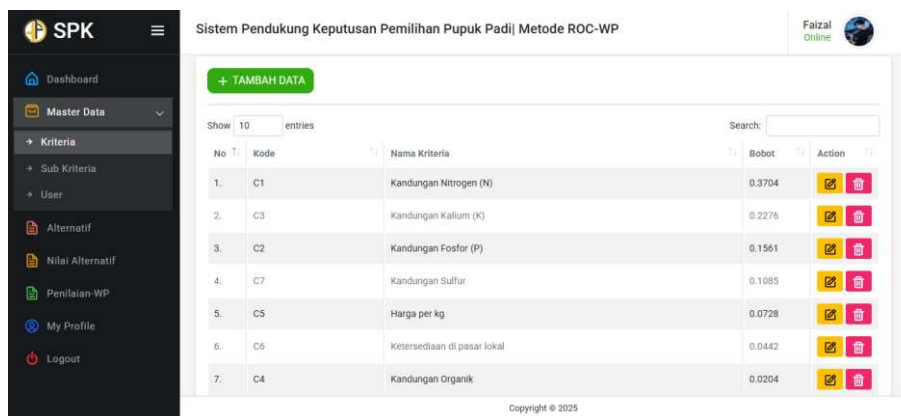 SPK
Sistem Pendukung Keputusan Pemilihan Pupuk Padi| Metode ROC-WP
Faizal
Online
Dashboard
Master Data
Kriteria
Sub Kriteria
User
Alternatif
Nilai Alternatif
Penilaian-WP
My Profile
Logout
+ TAMBAH DATA
Show 10 entries
Search:
No Kode Nama Kriteria Bobot Action
1. C1 Kandungan Nitrogen (N) 0.3704
2. C3 Kandungan Kalium (K) 0.2276
3. C2 Kandungan Fosfor (P) 0.1561
4. C7 Kandungan Sulfur 0.1085
5. C5 Harga per kg 0.0728
6. C6 Ketersediaan di pasar lokal 0.0442
7. C4 Kandungan Organik 0.0204
Copyright © 2025